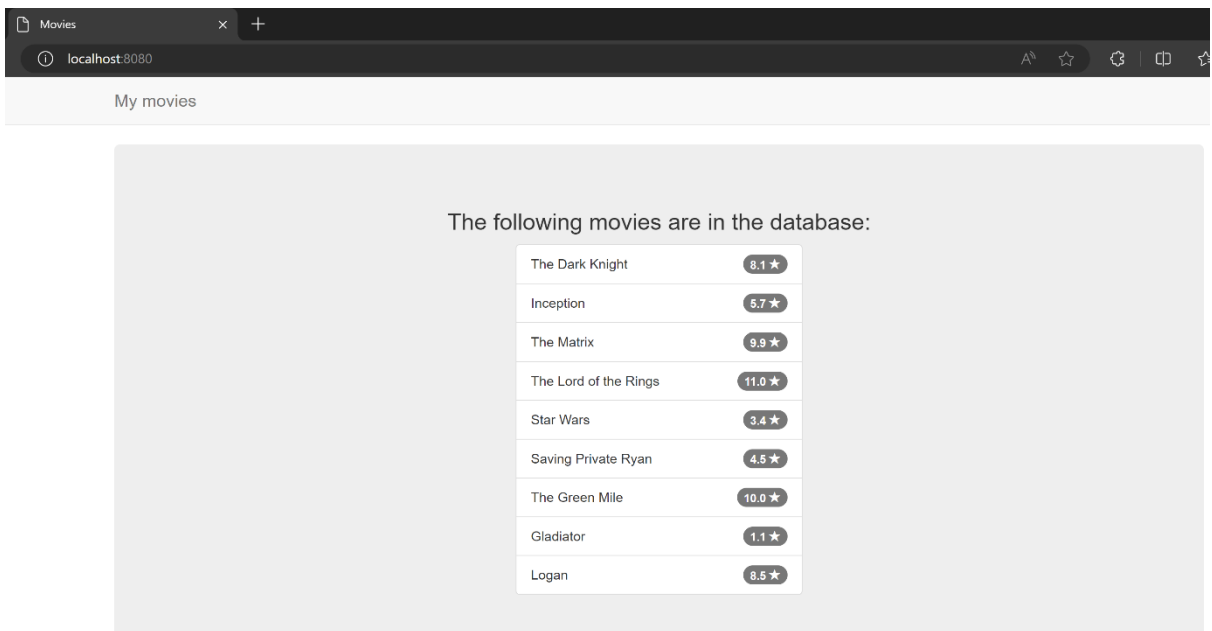 Movies
localhost:8080
My movies
The following movies are in the database:
The Dark Knight 8.1 ★
Inception 5.7 ★
The Matrix 9.9 ★
The Lord of the Rings 11.0 ★
Star Wars 3.4 ★
Saving Private Ryan 4.5 ★
The Green Mile 10.0 ★
Gladiator 1.1 ★
Logan 8.5 ★